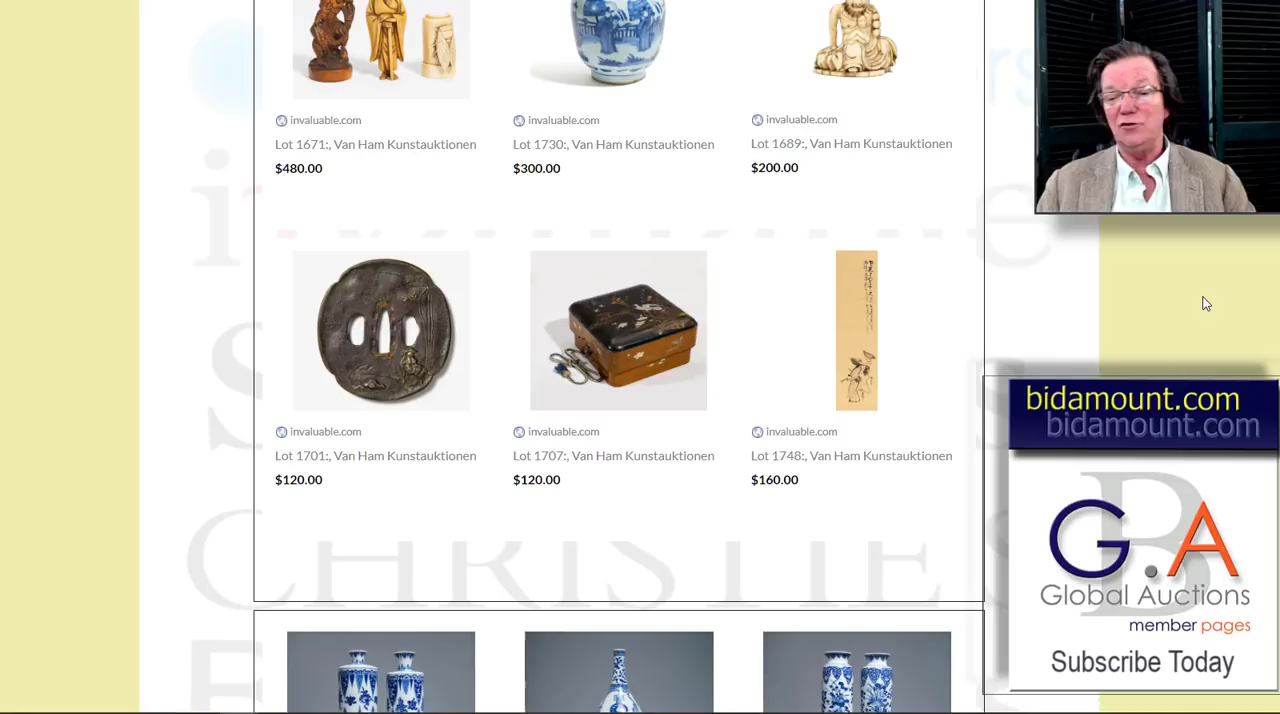 invaluable.com
invaluable.com
invaluable.com
Lot 1671:, Van Ham Kunstauktionen
Lot 1730:, Van Ham Kunstauktionen
Lot 1689:, Van Ham Kunstauktionen
$480.00
$300.00
$200.00
invaluable.com
invaluable.com
invaluable.com
Lot 1701:, Van Ham Kunstauktionen
Lot 1707:, Van Ham Kunstauktionen
Lot 1748:, Van Ham Kunstauktionen
$120.00
$120.00
$160.00
CHRISTIE'S
bidamount.com
bidamount.com
G.A
Global Auctions
member pages
Subscribe Today